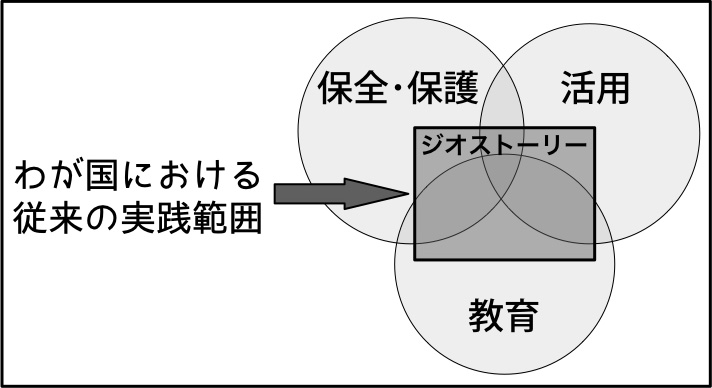 保全・保護
活用
ジオストーリー
わが国における
従来の実践範囲
教育